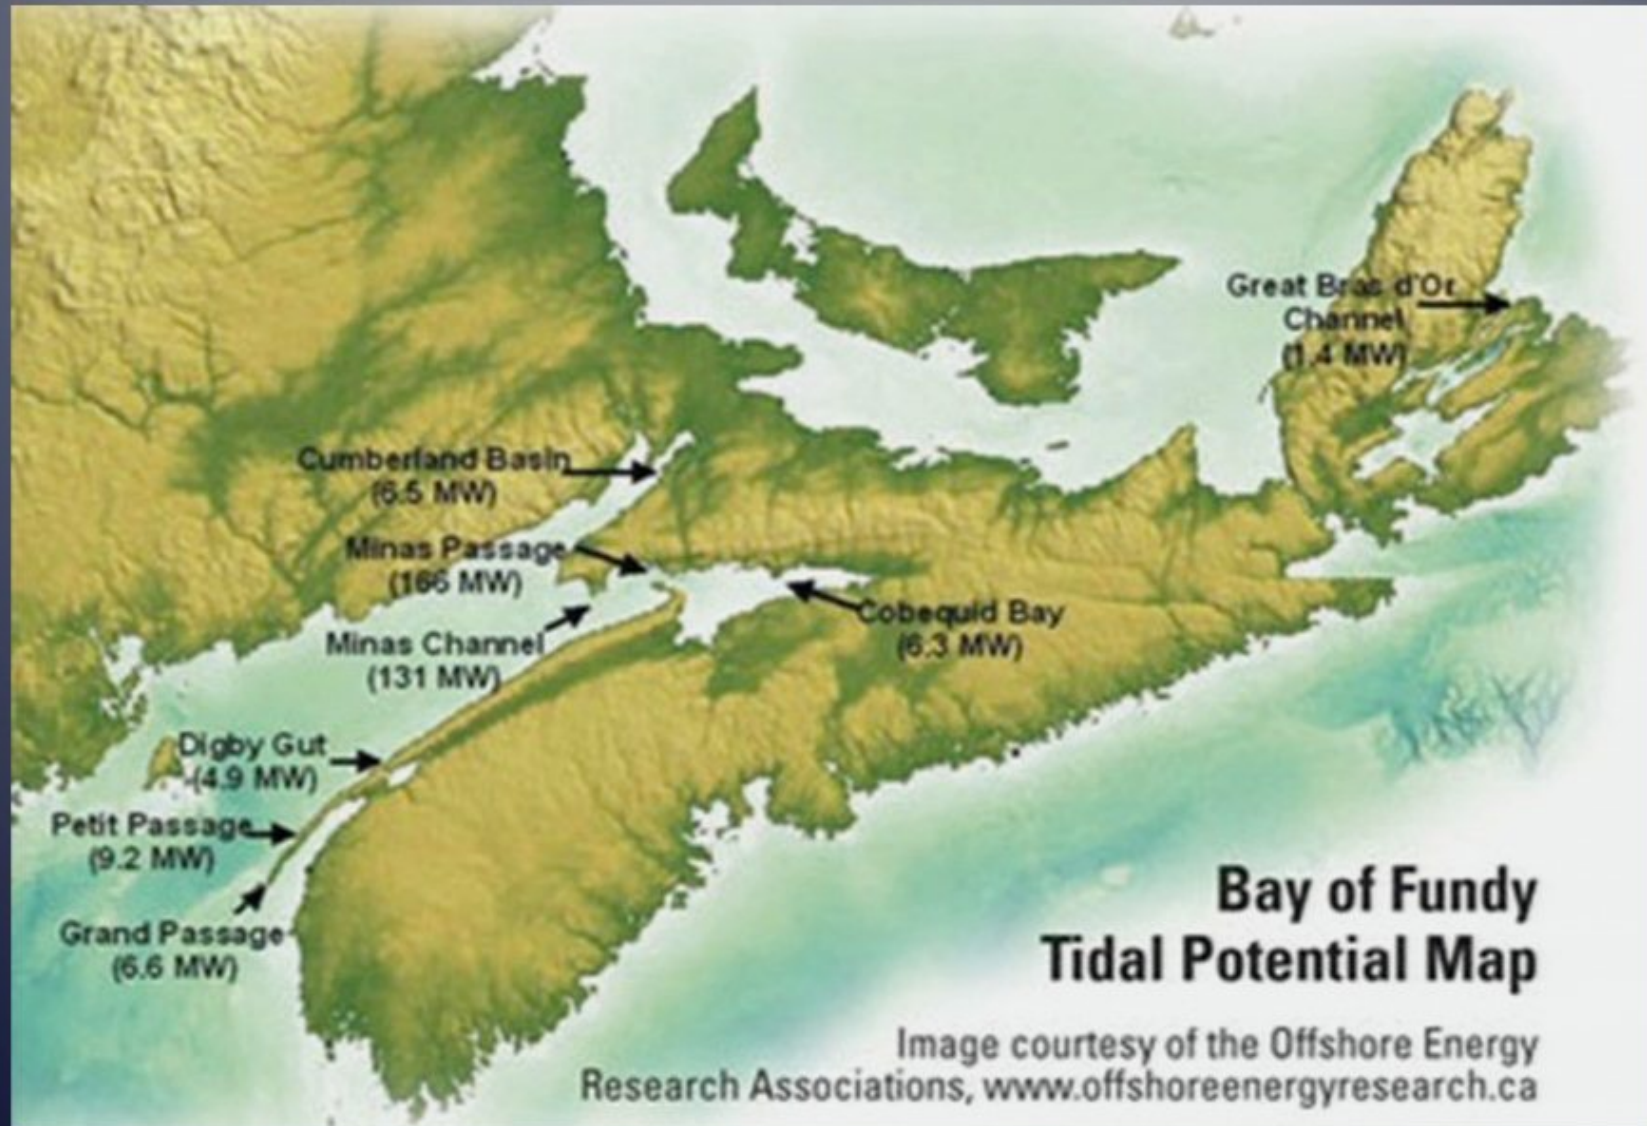 Great Bras d'Or
Channel
(1.4 MW)
Cumberland Basin
(6.5 MW)
Minas Passage
(166 MW)
Cobequid Bay
(6.3 MW)
Minas Channel
(131 MW)
Digby Gut
(4.9 MW)
Petit Passage
(9.2 MW)
Grand Passage
(6.6 MW)
Bay of Fundy
Tidal Potential Map
Image courtesy of the Offshore Energy
Research Associations, www.offshoreenergyresearch.ca